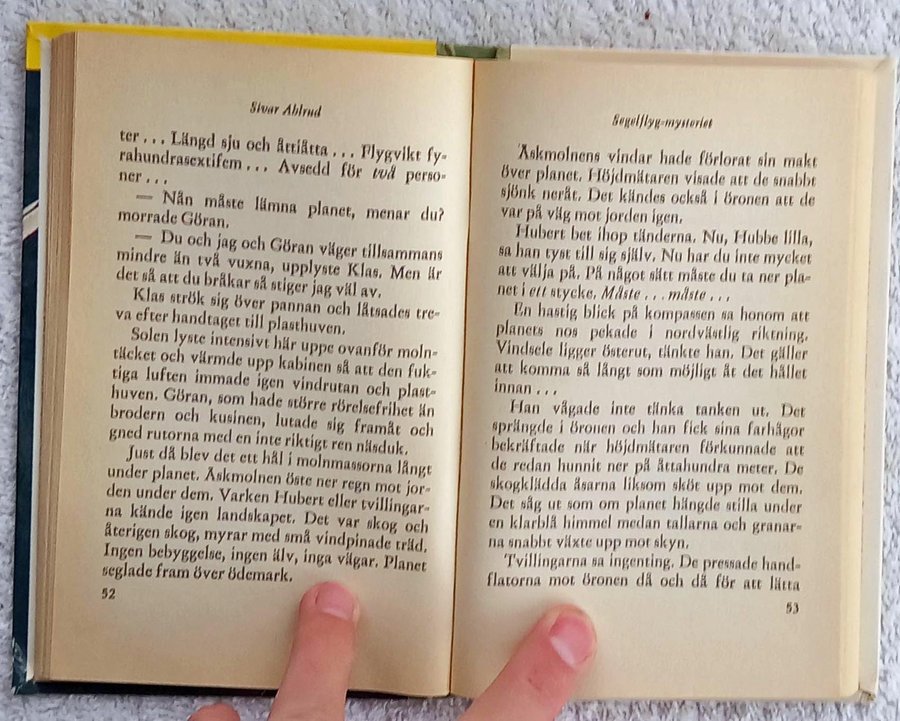 Sivar Ahlrud
ter . . . Längd sju och åttiåtta . . . Flygvikt fy-
rahundrasextifem . . . Avsedd för två perso-
ner . . .
— Nån måste lämna planet, menar du?
morrade Göran.
— Du och jag och Göran väger tillsammans
mindre än två vuxna, upplyste Klas. Men är
det så att du bråkar så stiger jag väl av.
Klas strök sig över pannan och låtsades tre-
va efter handtaget till plasthuven.
Solen lyste intensivt här uppe ovanför moln-
täcket och värmde upp kabinen så att den fuk-
tiga luften immade igen vindrutan och plast-
huven. Göran, som hade större rörelsefrihet än
brodern och kusinen, lutade sig framåt och
gned rutorna med en inte riktigt ren näsduk.
Just då blev det ett hål i molnmassorna långt
under planet. Åskmolnen öste ner regn mot jor-
den under dem. Varken Hubert eller tvillingar-
na kände igen landskapet. Det var skog och
återigen skog, myrar med små vindpinade träd.
Ingen bebyggelse, ingen älv, inga vägar. Planet
seglade fram över ödemark.
52
Segelflyg-mysteriet
Åskmolnens vindar hade förlorat sin makt
över planet. Höjdmätaren visade att de snabbt
sjönk neråt. Det kändes också i öronen att de
var på väg mot jorden igen.
Hubert bet ihop tänderna. Nu, Hubbe lilla,
sa han tyst till sig själv. Nu har du inte mycket
att välja på. På något sätt måste du ta ner pla-
net i ett stycke. Måste . . . måste . . .
En hastig blick på kompassen sa honom att
planets nos pekade i nordvästlig riktning.
Vindsele ligger österut, tänkte han. Det gäller
att komma så långt som möjligt åt det hållet
innan . . .
Han vågade inte tänka tanken ut. Det
sprängde i öronen och han fick sina farhågor
bekräftade när höjdmätaren förkunnade att
de redan hunnit ner på åttahundra meter. De
skogklädda åsarna liksom sköt upp mot dem.
Det såg ut som om planet hängde stilla under
en klarblå himmel medan tallarna och granar-
na snabbt växte upp mot skyn.
Tvillingarna sa ingenting. De pressade hand-
flatorna mot öronen då och då för att lätta
53